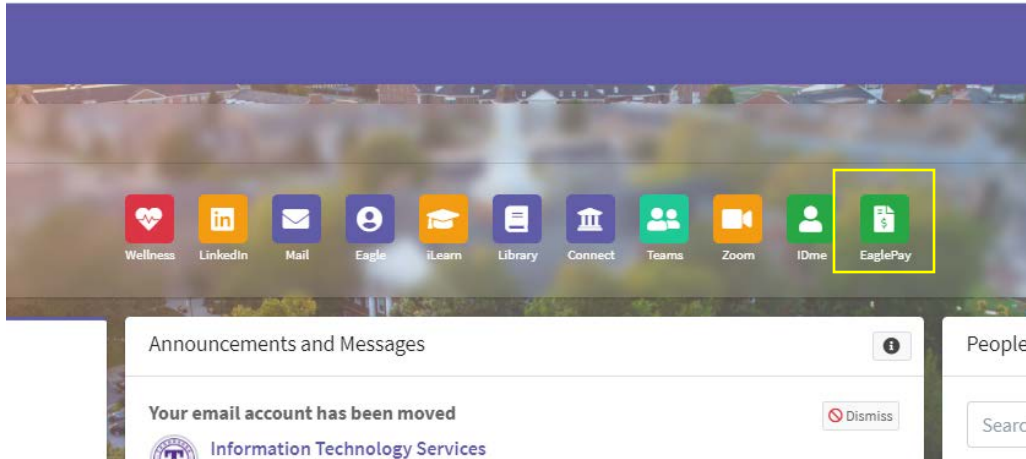 Wellness LinkedIn Mail Eagle iLearn Library Connect Teams Zoom IDme EaglePay
Announcements and Messages
People
Your email account has been moved
Dismiss
Searc
Information Technology Services